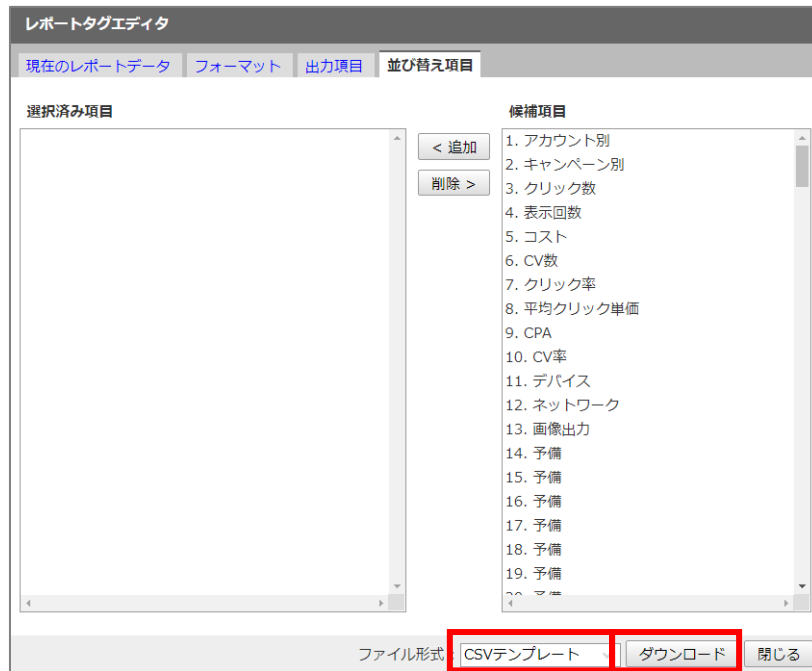 レポートタグエディタ
現在のレポートデータ フォーマット 出力項目 並び替え項目
選択済み項目
< 追加
削除 >
候補項目
1. アカウント別
2. キャンペーン別
3. クリック数
4. 表示回数
5. コスト
6. CV数
7. クリック率
8. 平均クリック単価
9. CPA
10. CV率
11. デバイス
12. ネットワーク
13. 画像出力
14. 予備
15. 予備
16. 予備
17. 予備
18. 予備
19. 予備
20. 予備
ファイル形式: CSVテンプレート ダウンロード 閉じる